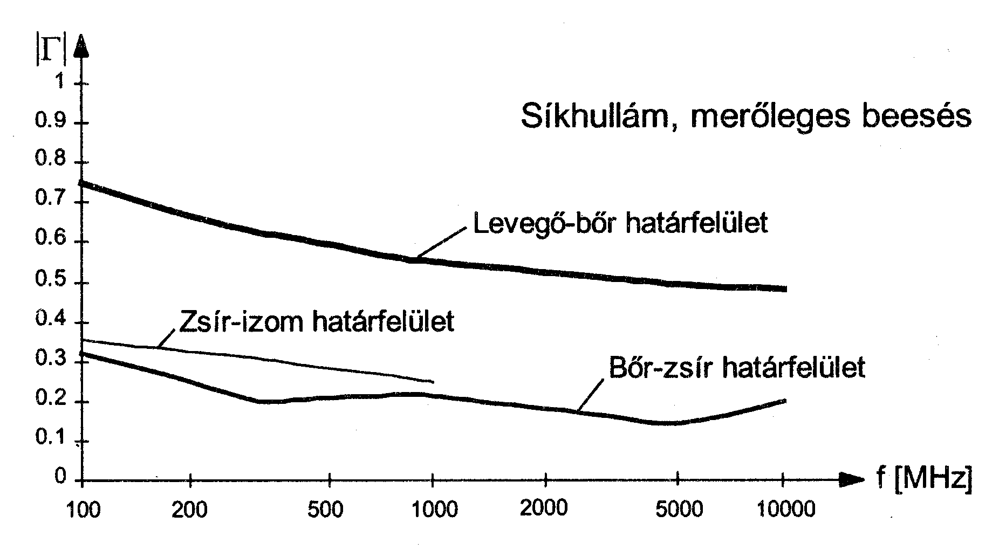 |Γ|
1
0.9
Síkhullám, merőleges beesés
0.8
0.7
0.6
Levegő-bőr határfelület
0.5
0.4
Zsír-izom határfelület
0.3
Bőr-zsír határfelület
0.2
0.1
0
f [MHz]
100 200 500 1000 2000 5000 10000